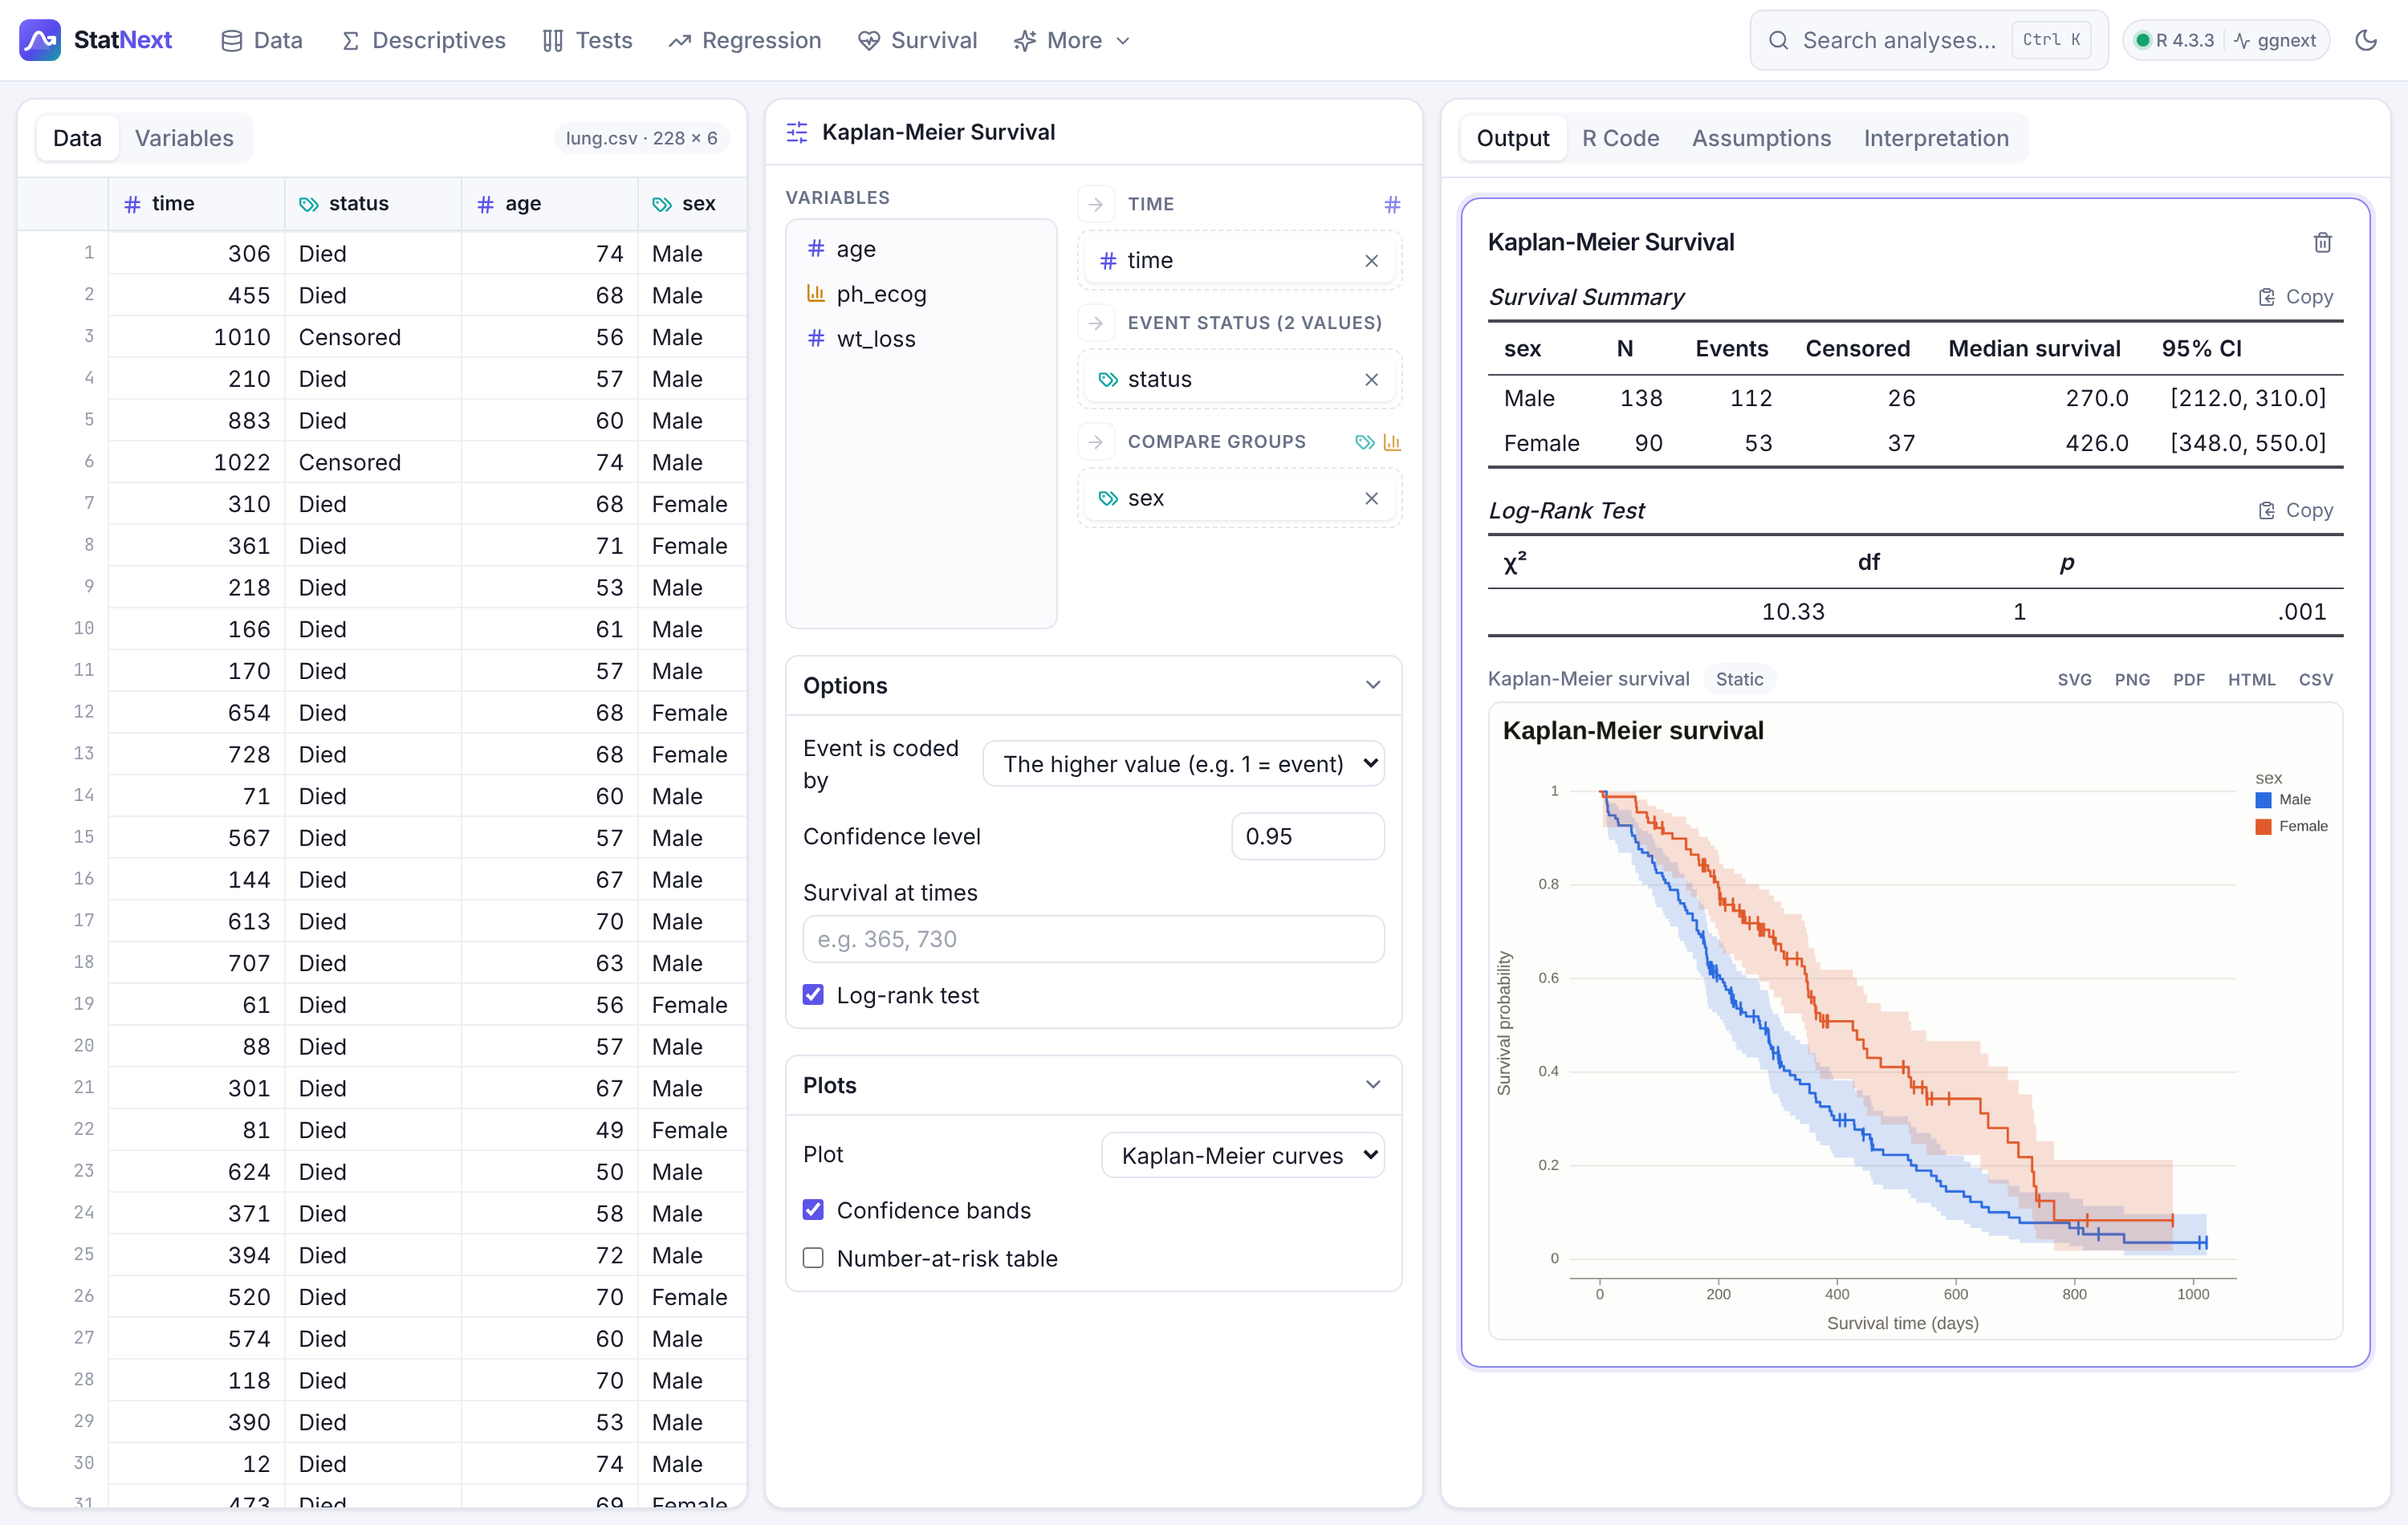 StatNext Data Descriptives Tests Regression Survival More Search analyses... Ctrl K R 4.3.3 ggnext
Data Variables lung.csv · 228 × 6
time status age sex
1 306 Died 74 Male
2 455 Died 68 Male
3 1010 Censored 56 Male
4 210 Died 57 Male
5 883 Died 60 Male
6 1022 Censored 74 Male
7 310 Died 68 Female
8 361 Died 71 Female
9 218 Died 53 Male
10 166 Died 61 Male
11 170 Died 57 Male
12 654 Died 68 Female
13 728 Died 68 Female
14 71 Died 60 Male
15 567 Died 57 Male
16 144 Died 67 Male
17 613 Died 70 Male
18 707 Died 63 Male
19 61 Died 56 Female
20 88 Died 57 Male
21 301 Died 67 Male
22 81 Died 49 Female
23 624 Died 50 Male
24 371 Died 58 Male
25 394 Died 72 Male
26 520 Died 70 Female
27 574 Died 60 Male
28 118 Died 70 Male
29 390 Died 53 Male
30 12 Died 74 Male
31 473 Died 69 Female
Kaplan-Meier Survival
VARIABLES
age
ph_ecog
wt_loss
TIME #
time
EVENT STATUS (2 VALUES)
status
COMPARE GROUPS
sex
Options
Event is coded
by
The higher value (e.g. 1 = event)
Confidence level 0.95
Survival at times
e.g. 365, 730
Log-rank test
Plots
Plot Kaplan-Meier curves
Confidence bands
Number-at-risk table
Output R Code Assumptions Interpretation
Kaplan-Meier Survival
Survival Summary Copy
sex N Events Censored Median survival 95% CI
Male 138 112 26 270.0 [212.0, 310.0]
Female 90 53 37 426.0 [348.0, 550.0]
Log-Rank Test Copy
χ² df p
10.33 1 .001
Kaplan-Meier survival Static SVG PNG PDF HTML CSV
Kaplan-Meier survival
sex
Male
Female
1
0.8
0.6
0.4
0.2
0
Survival probability
0 200 400 600 800 1000
Survival time (days)